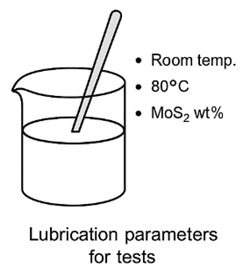 • Room temp.
• 80°C
• MoS₂ wt%
Lubrication parameters
for tests